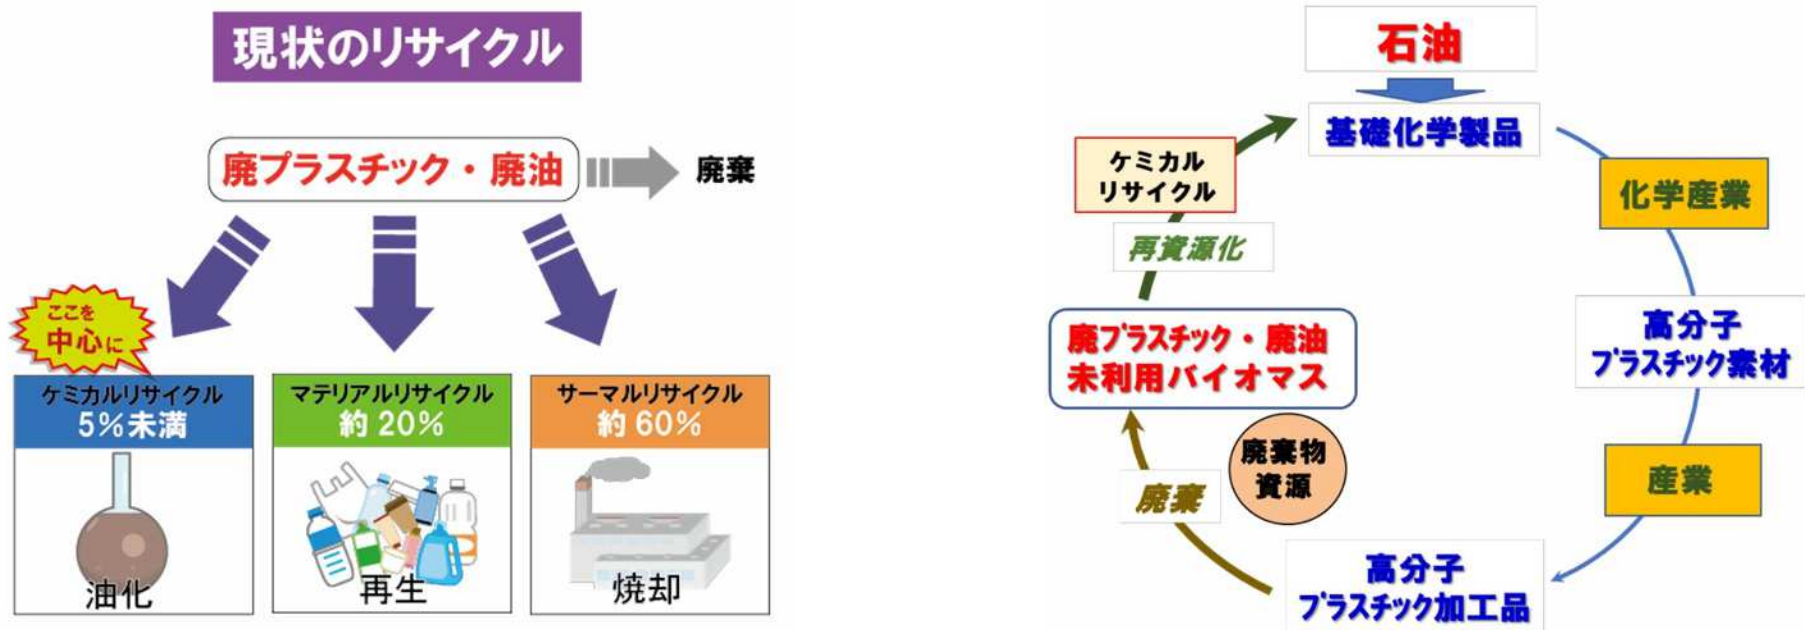 現状のリサイクル
廃プラスチック・廃油
廃棄
ここを
中心に
ケミカルリサイクル
5%未満
油化
マテリアルリサイクル
約20%
再生
サーマルリサイクル
約60%
焼却
石油
基礎化学製品
化学産業
高分子
プラスチック素材
産業
高分子
プラスチック加工品
廃棄
廃棄物
資源
廃プラスチック・廃油
未利用バイオマス
再資源化
ケミカル
リサイクル